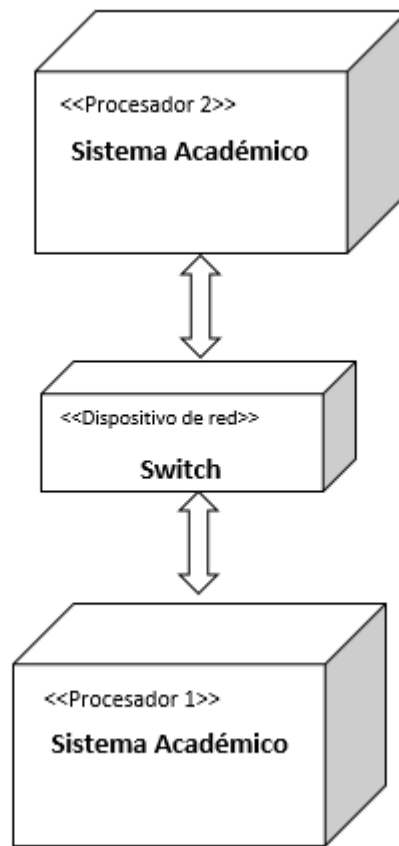 <<Procesador 2>>
Sistema Académico
<<Dispositivo de red>>
Switch
<<Procesador 1>>
Sistema Académico